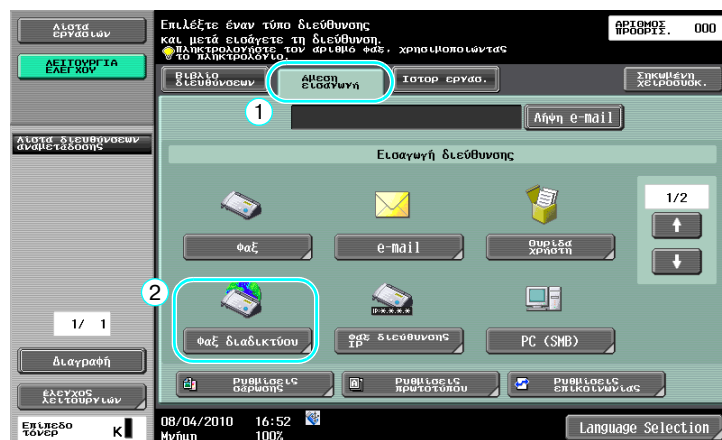 Λίστα
εργασιών
Επιλέξτε έναν τύπο διεύθυνσης
και μετά εισάγετε τη διεύθυνση.
Πληκτρολογήστε τον αριθμό φαξ, χρησιμοποιώντας
το πληκτρολόγιο.
ΑΡΙΘΜΟΣ
ΠΡΟΟΡΙΣ. 000
ΛΕΙΤΟΥΡΓΙΑ
ΕΛΕΓΧΟΥ
Βιβλίο
διευθύνσεων
Άμεση
εισαγωγή
Ιστορ εργασ.
Σηκωμένη
χειροσυσκ.
1
Λήψη e-mail
Λίστα διευθύνσεων
αναμετάδοσης
Εισαγωγή διεύθυνσης
1/2
Φαξ
e-mail
Θυρίδα
χρήστη
2
IP:*.*.*.*
Φαξ διαδικτύου
Φαξ διεύθυνσης
IP
PC (SMB)
1/ 1
Διαγραφή
Ρυθμίσεις
σάρωσης
Ρυθμίσεις
πρωτοτύπου
Ρυθμίσεις
επικοινωνίας
έλεγχος
λειτουργιών
Επίπεδο
τόνερ K
08/04/2010 16:52
Μνήμη 100%
Language Selection